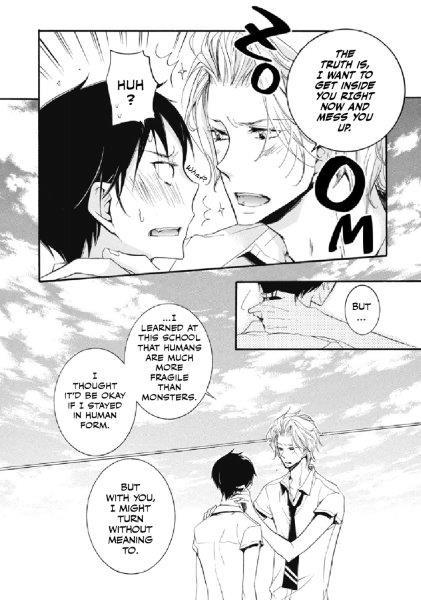 ZO
OM
THE
TRUTH IS,
I WANT TO
GET INSIDE
YOU RIGHT
NOW AND
MESS YOU
UP.
HUH
?
WHAP?
BUT
...
...I
LEARNED AT
THIS SCHOOL
THAT HUMANS
ARE MUCH
MORE
FRAGILE
THAN
MONSTERS.
I
THOUGHT
IT'D BE OKAY
IF I STAYED
IN HUMAN
FORM.
BUT
WITH YOU,
I MIGHT
TURN
WITHOUT
MEANING
TO.